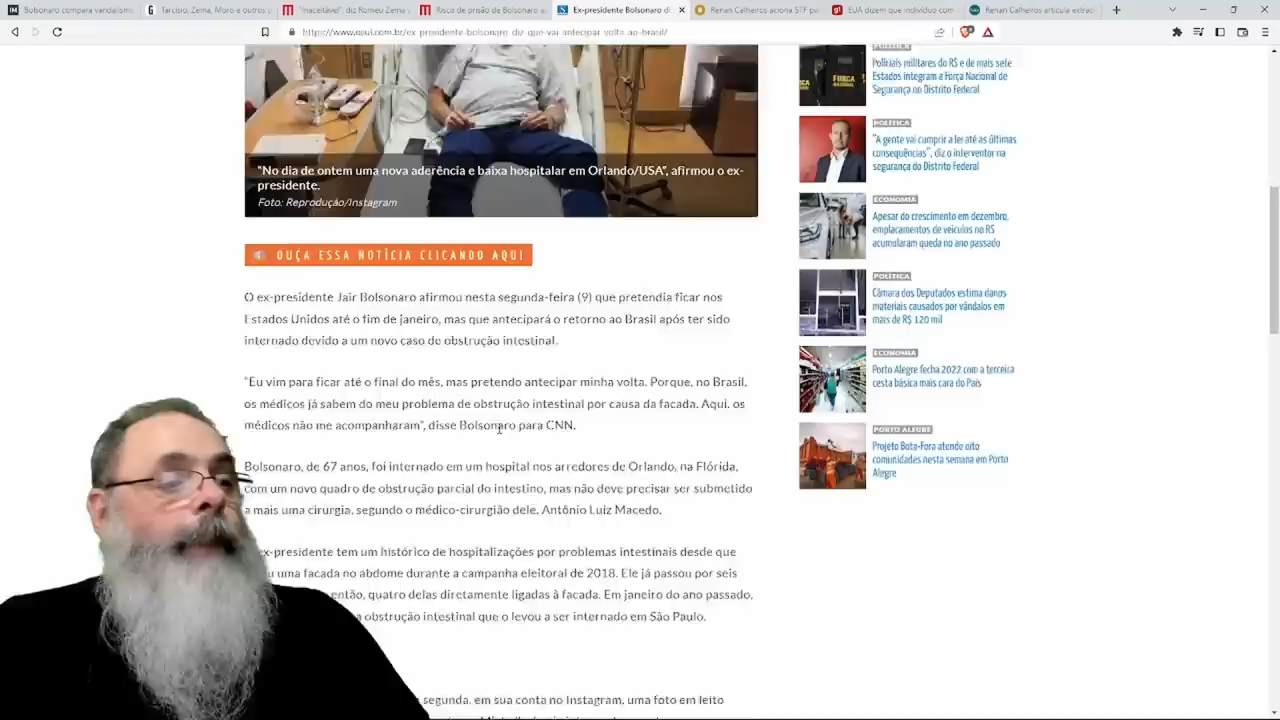 Bolsonaro compara vandalismo
Tarcísio, Zema, Moro e outros p
"Inaceitável", diz Romeu Zema
Risco de prisão de Bolsonaro a
Ex-presidente Bolsonaro d
Renan Calheiros aciona STF pa
EUA dizem que indivíduo com
Renan Calheiros articula extrad
https://www.osul.com.br/ex-presidente-bolsonaro-diz-que-vai-antecipar-volta-ao-brasil/
"No dia de ontem uma nova aderência e baixa hospitalar em Orlando/USA", afirmou o ex-
presidente.
Foto: Reprodução/Instagram
OUÇA ESSA NOTÍCIA CLICANDO AQUI
O ex-presidente Jair Bolsonaro afirmou nesta segunda-feira (9) que pretendia ficar nos
Estados Unidos até o fim de janeiro, mas que antecipará o retorno ao Brasil após ter sido
internado devido a um novo caso de obstrução intestinal.
"Eu vim para ficar até o final do mês, mas pretendo antecipar minha volta. Porque, no Brasil,
os médicos já sabem do meu problema de obstrução intestinal por causa da facada. Aqui, os
médicos não me acompanharam", disse Bolsonaro para CNN.
Bolsonaro, de 67 anos, foi internado em um hospital nos arredores de Orlando, na Flórida,
com um novo quadro de obstrução parcial do intestino, mas não deve precisar ser submetido
a mais uma cirurgia, segundo o médico-cirurgião dele, Antônio Luiz Macedo.
ex-presidente tem um histórico de hospitalizações por problemas intestinais desde que
u uma facada no abdome durante a campanha eleitoral de 2018. Ele já passou por seis
então, quatro delas diretamente ligadas à facada. Em janeiro do ano passado,
a obstrução intestinal que o levou a ser internado em São Paulo.
segunda, em sua conta no Instagram, uma foto em leito
POLÍTICA
Policiais militares do RS e de mais sete
Estados integram a Força Nacional de
Segurança no Distrito Federal
POLÍTICA
"A gente vai cumprir a lei até as últimas
consequências", diz o interventor na
segurança do Distrito Federal
ECONOMIA
Apesar do crescimento em dezembro,
emplacamentos de veículos no RS
acumularam queda no ano passado
POLÍTICA
Câmara dos Deputados estima danos
materiais causados por vândalos em
mais de R$ 120 mil
ECONOMIA
Porto Alegre fecha 2022 com a terceira
cesta básica mais cara do País
PORTO ALEGRE
Projeto Bota-Fora atende oito
comunidades nesta semana em Porto
Alegre
FORÇA